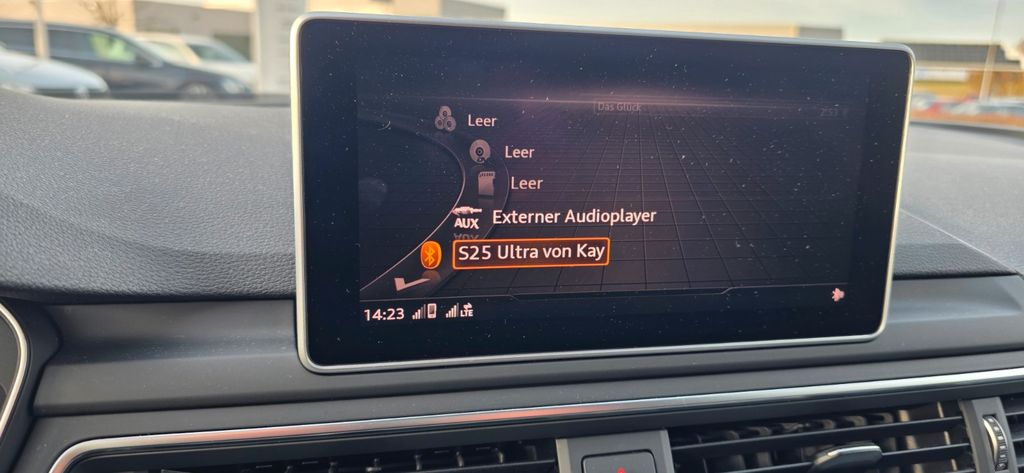 Das Glück
Leer
Leer
Leer
AUX Externer Audioplayer
S25 Ultra von Kay
14:23 LTE